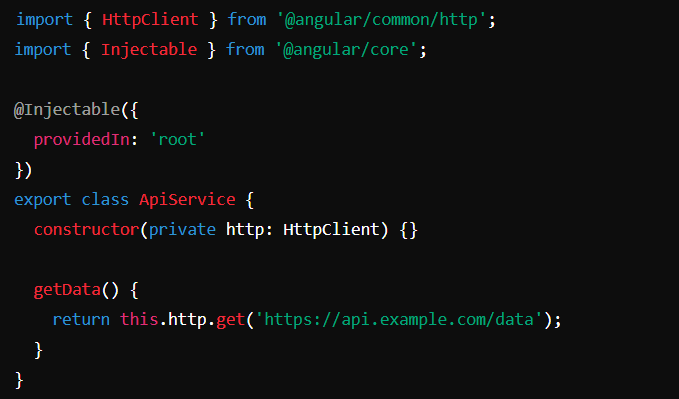 import { HttpClient } from '@angular/common/http';
import { Injectable } from '@angular/core';

@Injectable({
  providedIn: 'root'
})
export class ApiService {
  constructor(private http: HttpClient) {}

  getData() {
    return this.http.get('https://api.example.com/data');
  }
}